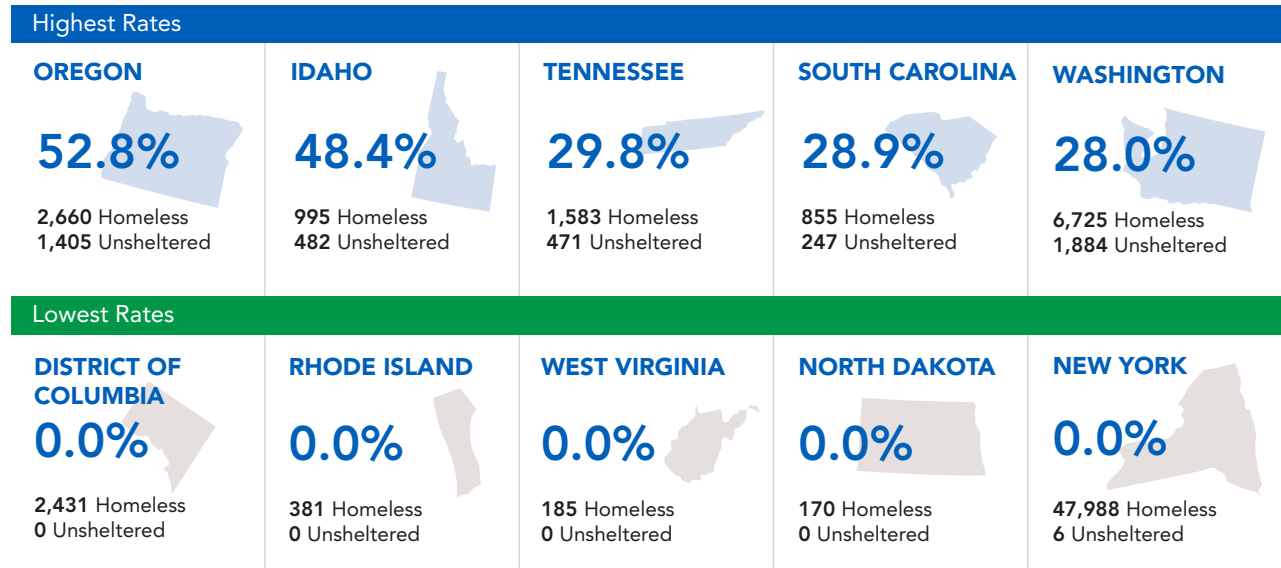 Highest Rates
OREGON
52.8%
2,660 Homeless
1,405 Unsheltered
IDAHO
48.4%
995 Homeless
482 Unsheltered
TENNESSEE
29.8%
1,583 Homeless
471 Unsheltered
SOUTH CAROLINA
28.9%
855 Homeless
247 Unsheltered
WASHINGTON
28.0%
6,725 Homeless
1,884 Unsheltered
Lowest Rates
DISTRICT OF
COLUMBIA
0.0%
2,431 Homeless
0 Unsheltered
RHODE ISLAND
0.0%
381 Homeless
0 Unsheltered
WEST VIRGINIA
0.0%
185 Homeless
0 Unsheltered
NORTH DAKOTA
0.0%
170 Homeless
0 Unsheltered
NEW YORK
0.0%
47,988 Homeless
6 Unsheltered